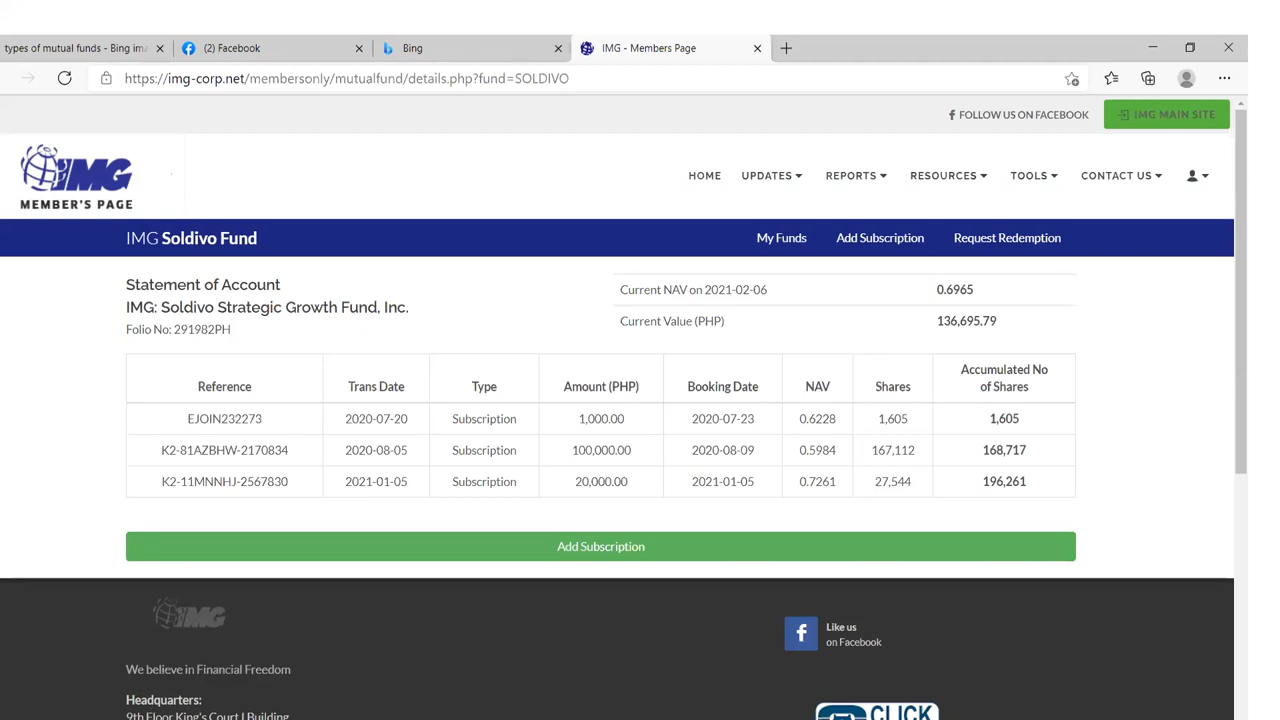 types of mutual funds - Bing ima
(2) Facebook
Bing
IMG - Members Page
https://img-corp.net/membersonly/mutualfund/details.php?fund=SOLDIVO
FOLLOW US ON FACEBOOK
IMG MAIN SITE
IMG
MEMBER'S PAGE
HOME UPDATES REPORTS RESOURCES TOOLS CONTACT US
IMG Soldivo Fund
My Funds Add Subscription Request Redemption
Statement of Account
IMG: Soldivo Strategic Growth Fund, Inc.
Folio No: 291982PH
Current NAV on 2021-02-06 0.6965
Current Value (PHP) 136,695.79
Reference Trans Date Type Amount (PHP) Booking Date NAV Shares Accumulated No of Shares
EJOIN232273 2020-07-20 Subscription 1,000.00 2020-07-23 0.6228 1,605 1,605
K2-81AZBHW-2170834 2020-08-05 Subscription 100,000.00 2020-08-09 0.5984 167,112 168,717
K2-11MNNHJ-2567830 2021-01-05 Subscription 20,000.00 2021-01-05 0.7261 27,544 196,261
Add Subscription
IMG
We believe in Financial Freedom
Headquarters:
9th Floor King's Court I Building
Like us
on Facebook
CLICK